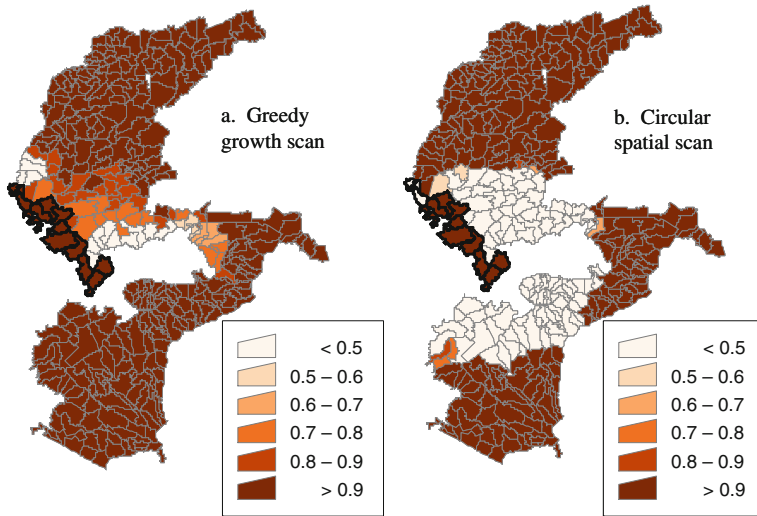 a. Greedy
growth scan
b. Circular
spatial scan
< 0.5
0.5 – 0.6
0.6 – 0.7
0.7 – 0.8
0.8 – 0.9
> 0.9
< 0.5
0.5 – 0.6
0.6 – 0.7
0.7 – 0.8
0.8 – 0.9
> 0.9